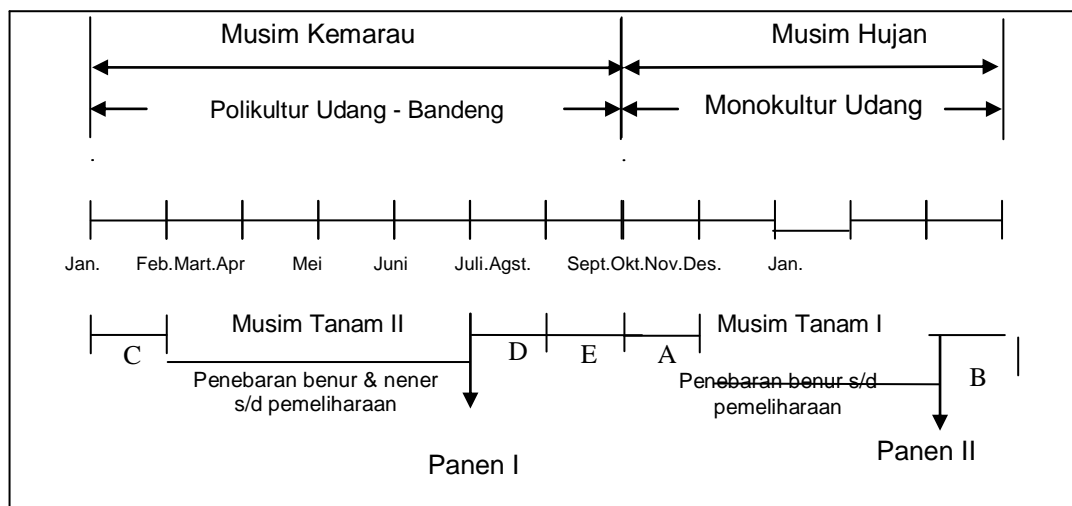 Musim Kemarau Musim Hujan
Polikultur Udang - Bandeng Monokultur Udang
Jan. Feb.Mart.Apr Mei Juni Juli.Agst. Sept.Okt.Nov.Des. Jan.
Musim Tanam II Musim Tanam I
C D E A B
Penebaran benur & nener Penebaran benur s/d
s/d pemeliharaan pemeliharaan
Panen I Panen II